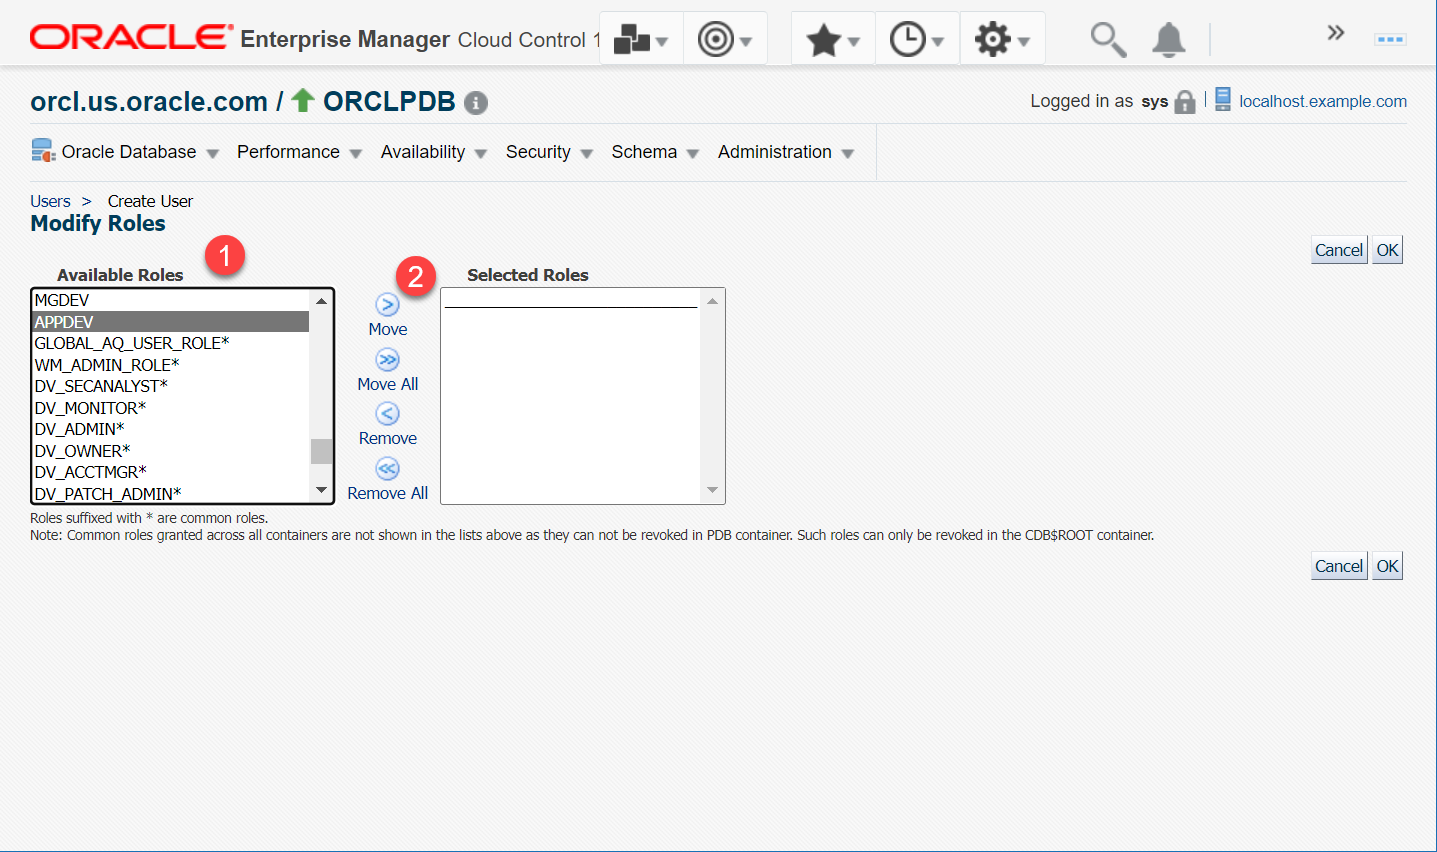 ORACLE® Enterprise Manager Cloud Control 1
orcl.us.oracle.com / ORCLPDB
Logged in as sys localhost.example.com
Oracle Database Performance Availability Security Schema Administration
Users > Create User
Modify Roles
Cancel OK
1
2
Available Roles
Selected Roles
MGDEV
APPDEV
GLOBAL_AQ_USER_ROLE*
WM_ADMIN_ROLE*
DV_SECANALYST*
DV_MONITOR*
DV_ADMIN*
DV_OWNER*
DV_ACCTMGR*
DV_PATCH_ADMIN*
Move
Move All
Remove
Remove All
Roles suffixed with * are common roles.
Note: Common roles granted across all containers are not shown in the lists above as they can not be revoked in PDB container. Such roles can only be revoked in the CDB$ROOT container.
Cancel OK